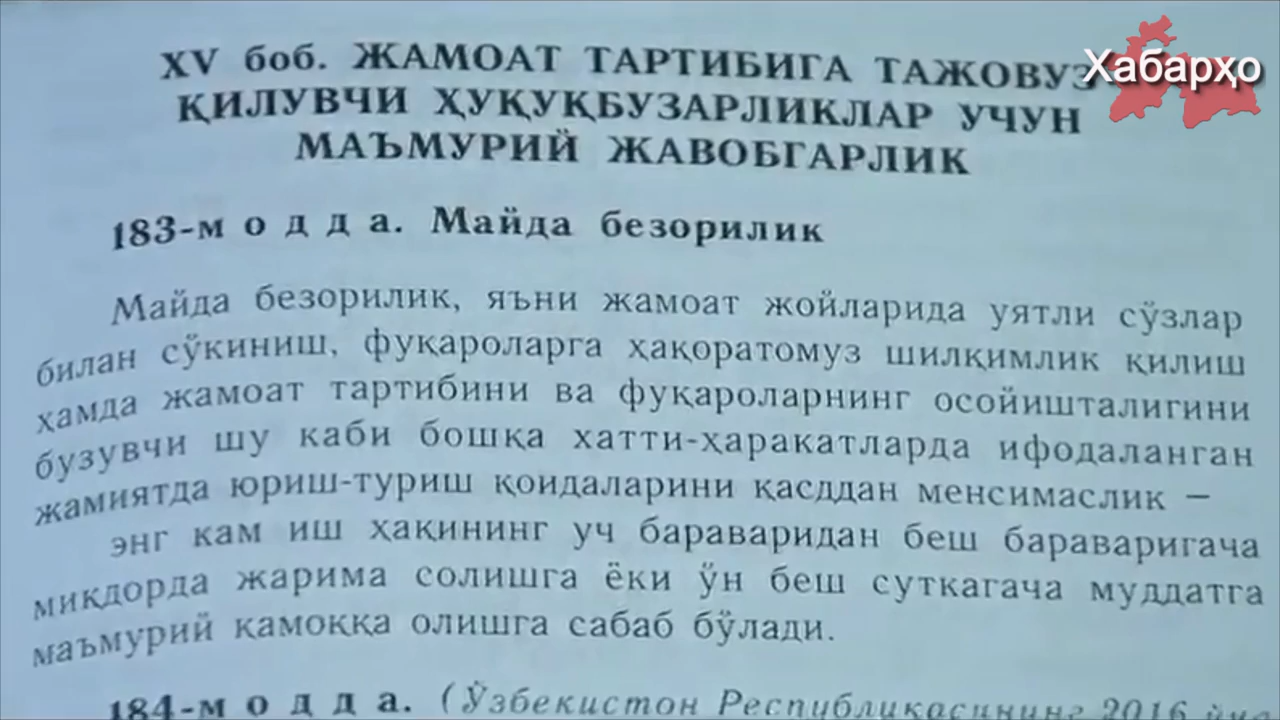 Хабарҳо
XV боб. ЖАМОАТ ТАРТИБИГА ТАЖОВУЗ
ҚИЛУВЧИ ҲУҚУҚБУЗАРЛИКЛАР УЧУН
МАЪМУРИЙ ЖАВОБГАРЛИК
183-м о д д а. Майда безорилик
Майда безорилик, яъни жамоат жойларида уятли сўзлар
билан сўкиниш, фуқароларга ҳақоратомуз шилқимлик қилиш
ҳамда жамоат тартибини ва фуқароларнинг осойишталигини
бузувчи шу каби бошқа хатти-ҳаракатларда ифодаланган
жамиятда юриш-туриш қоидаларини қасддан менсимаслик —
энг кам иш ҳақининг уч бараваридан беш бараваригача
миқдорда жарима солишга ёки ўн беш суткагача муддатга
маъмурий қамоққа олишга сабаб бўлади.
184-м о д д а. (Ўзбекистон Республикасининг 2016